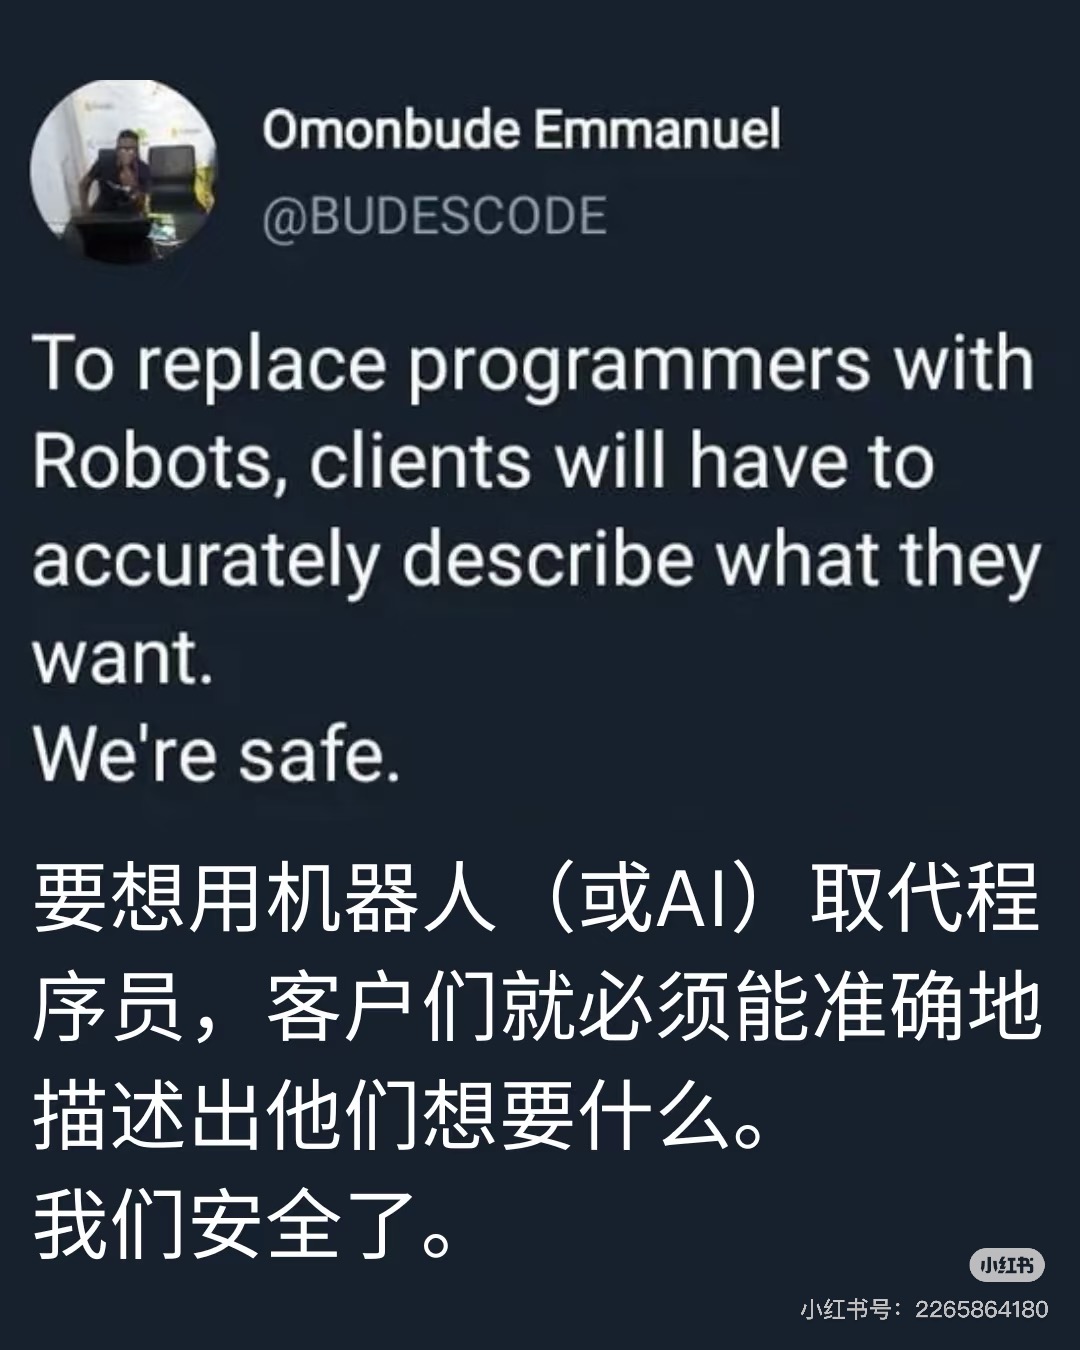 Omonbude Emmanuel
@BUDESCODE
To replace programmers with
Robots, clients will have to
accurately describe what they
want.
We're safe.
要想用机器人（或AI）取代程
序员，客户们就必须能准确地
描述出他们想要什么。
我们安全了。
小红书
小红书号：2265864180